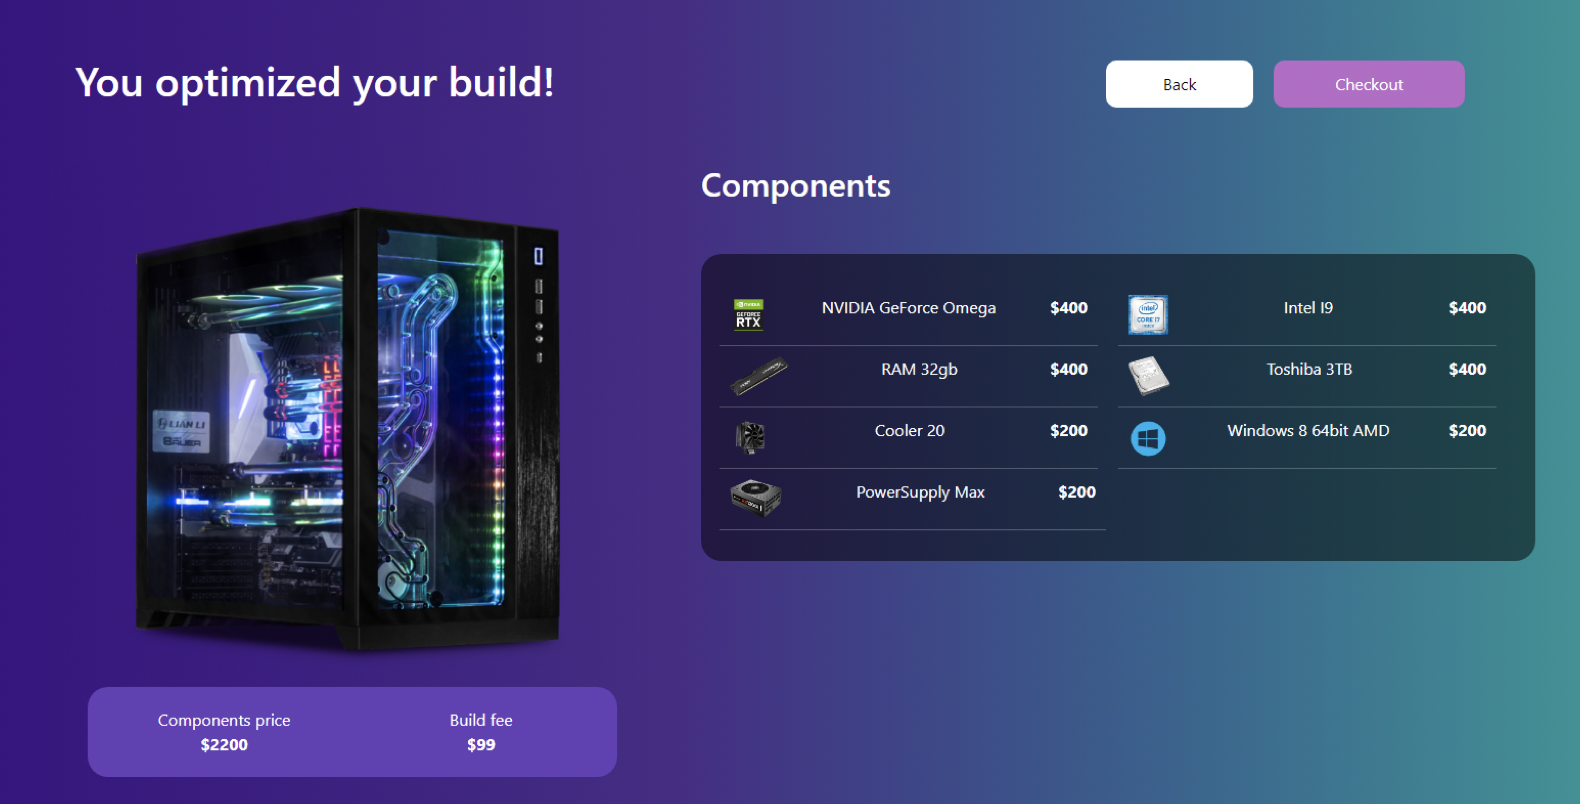 You optimized your build!
Back
Checkout
Components
NVIDIA
GEFORCE
RTX
NVIDIA GeForce Omega
$400
intel
CORE i7
Intel I9
$400
RAM 32gb
$400
Toshiba 3TB
$400
Cooler 20
$200
Windows 8 64bit AMD
$200
PowerSupply Max
$200
LIAN LI
Components price
$2200
Build fee
$99